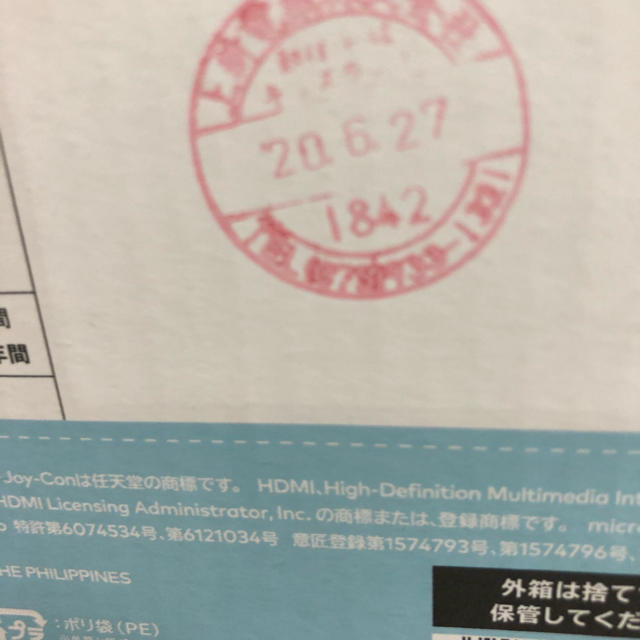 20.6.27
1842
間
年間
Joy-Conは任天堂の商標です。 HDMI、High-Definition Multimedia Int
HDMI Licensing Administrator, Inc. の商標または、登録商標です。 micr
特許第6074534号、第6121034号 意匠登録第1574793号、第1574796号、
HE PHILIPPINES
外箱は捨て
保管してくだ
:ポリ袋(PE)